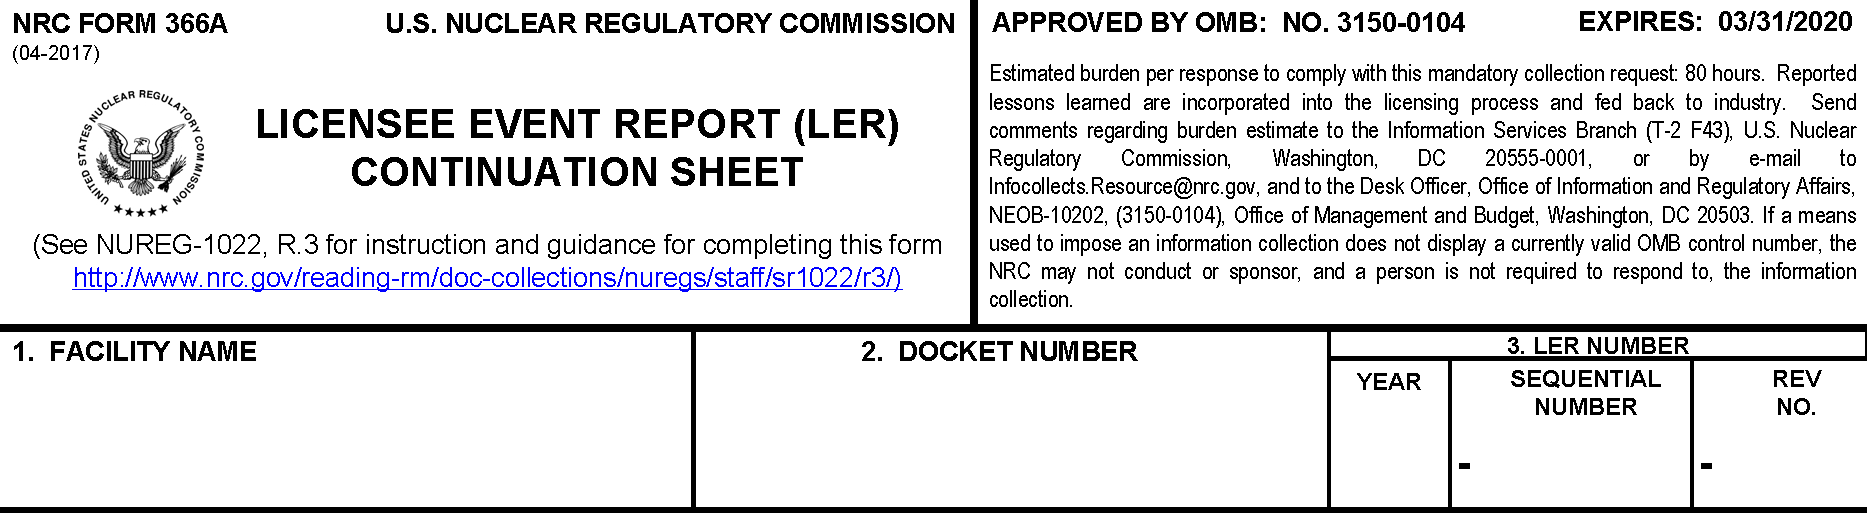 NRC FORM 366A
(04-2017)
U.S. NUCLEAR REGULATORY COMMISSION
UNITED STATES NUCLEAR REGULATORY COMMISSION
LICENSEE EVENT REPORT (LER)
CONTINUATION SHEET
(See NUREG-1022, R.3 for instruction and guidance for completing this form
http://www.nrc.gov/reading-rm/doc-collections/nuregs/staff/sr1022/r3/)
APPROVED BY OMB: NO. 3150-0104 EXPIRES: 03/31/2020
Estimated burden per response to comply with this mandatory collection request: 80 hours. Reported
lessons learned are incorporated into the licensing process and fed back to industry. Send
comments regarding burden estimate to the Information Services Branch (T-2 F43), U.S. Nuclear
Regulatory Commission, Washington, DC 20555-0001, or by e-mail to
Infocollects.Resource@nrc.gov, and to the Desk Officer, Office of Information and Regulatory Affairs,
NEOB-10202, (3150-0104), Office of Management and Budget, Washington, DC 20503. If a means
used to impose an information collection does not display a currently valid OMB control number, the
NRC may not conduct or sponsor, and a person is not required to respond to, the information
collection.
1. FACILITY NAME
2. DOCKET NUMBER
3. LER NUMBER
YEAR
SEQUENTIAL
NUMBER
REV
NO.
- -